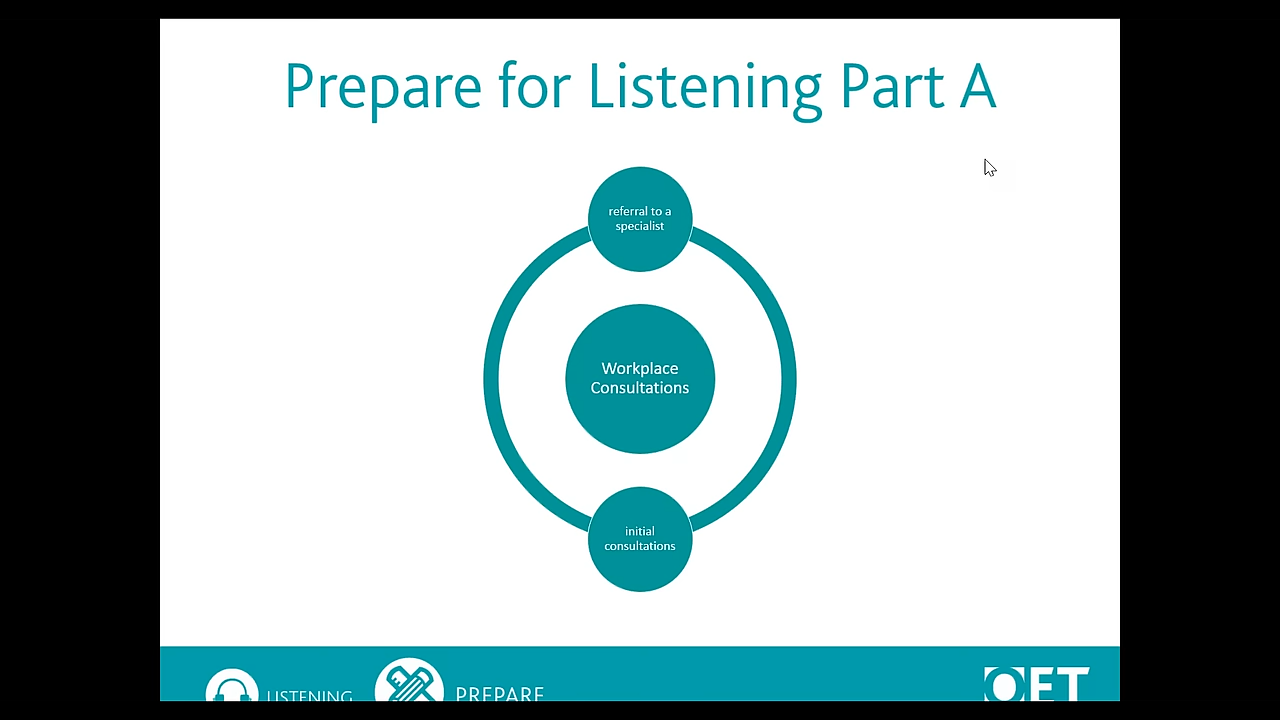 Prepare for Listening Part A
referral to a
specialist
Workplace
Consultations
initial
consultations
LISTENING
PREPARE
OET